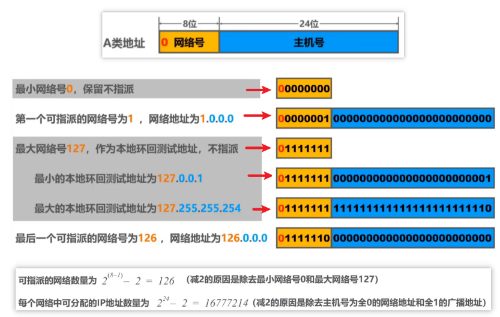 8位 24位
A类地址 0 网络号 主机号
最小网络号0，保留不指派 00000000
第一个可指派的网络号为1 ，网络地址为1.0.0.0 00000001 000000000000000000000000
最大网络号127，作为本地环回测试地址，不指派 01111111
最小的本地环回测试地址为127.0.0.1 01111111 000000000000000000000001
最大的本地环回测试地址为127.255.255.254 01111111 111111111111111111111110
最后一个可指派的网络号为126 ，网络地址为126.0.0.0 01111110 000000000000000000000000
可指派的网络数量为 2^(8-1) - 2 = 126 （减2的原因是除去最小网络号0和最大网络号127）
每个网络中可分配的IP地址数量为 2^24 - 2 = 16777214（减2的原因是除去主机号为全0的网络地址和全1的广播地址）